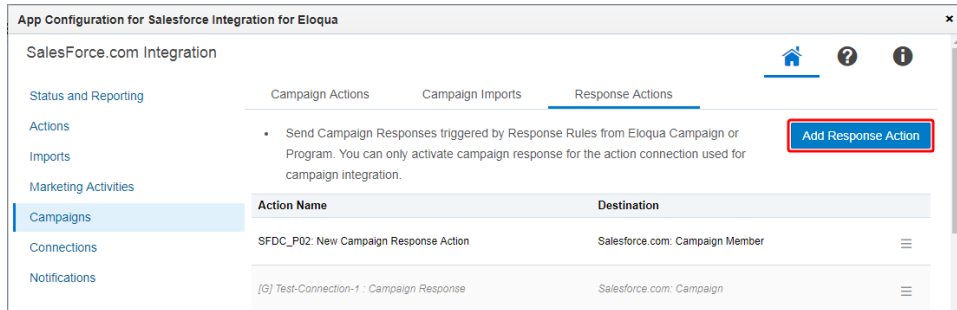 App Configuration for Salesforce Integration for Eloqua
SalesForce.com Integration
Status and Reporting
Actions
Imports
Marketing Activities
Campaigns
Connections
Notifications
Campaign Actions Campaign Imports Response Actions
• Send Campaign Responses triggered by Response Rules from Eloqua Campaign or
Program. You can only activate campaign response for the action connection used for
campaign integration.
Add Response Action
Action Name Destination
SFDC_P02: New Campaign Response Action Salesforce.com: Campaign Member
[G] Test-Connection-1 : Campaign Response Salesforce.com: Campaign